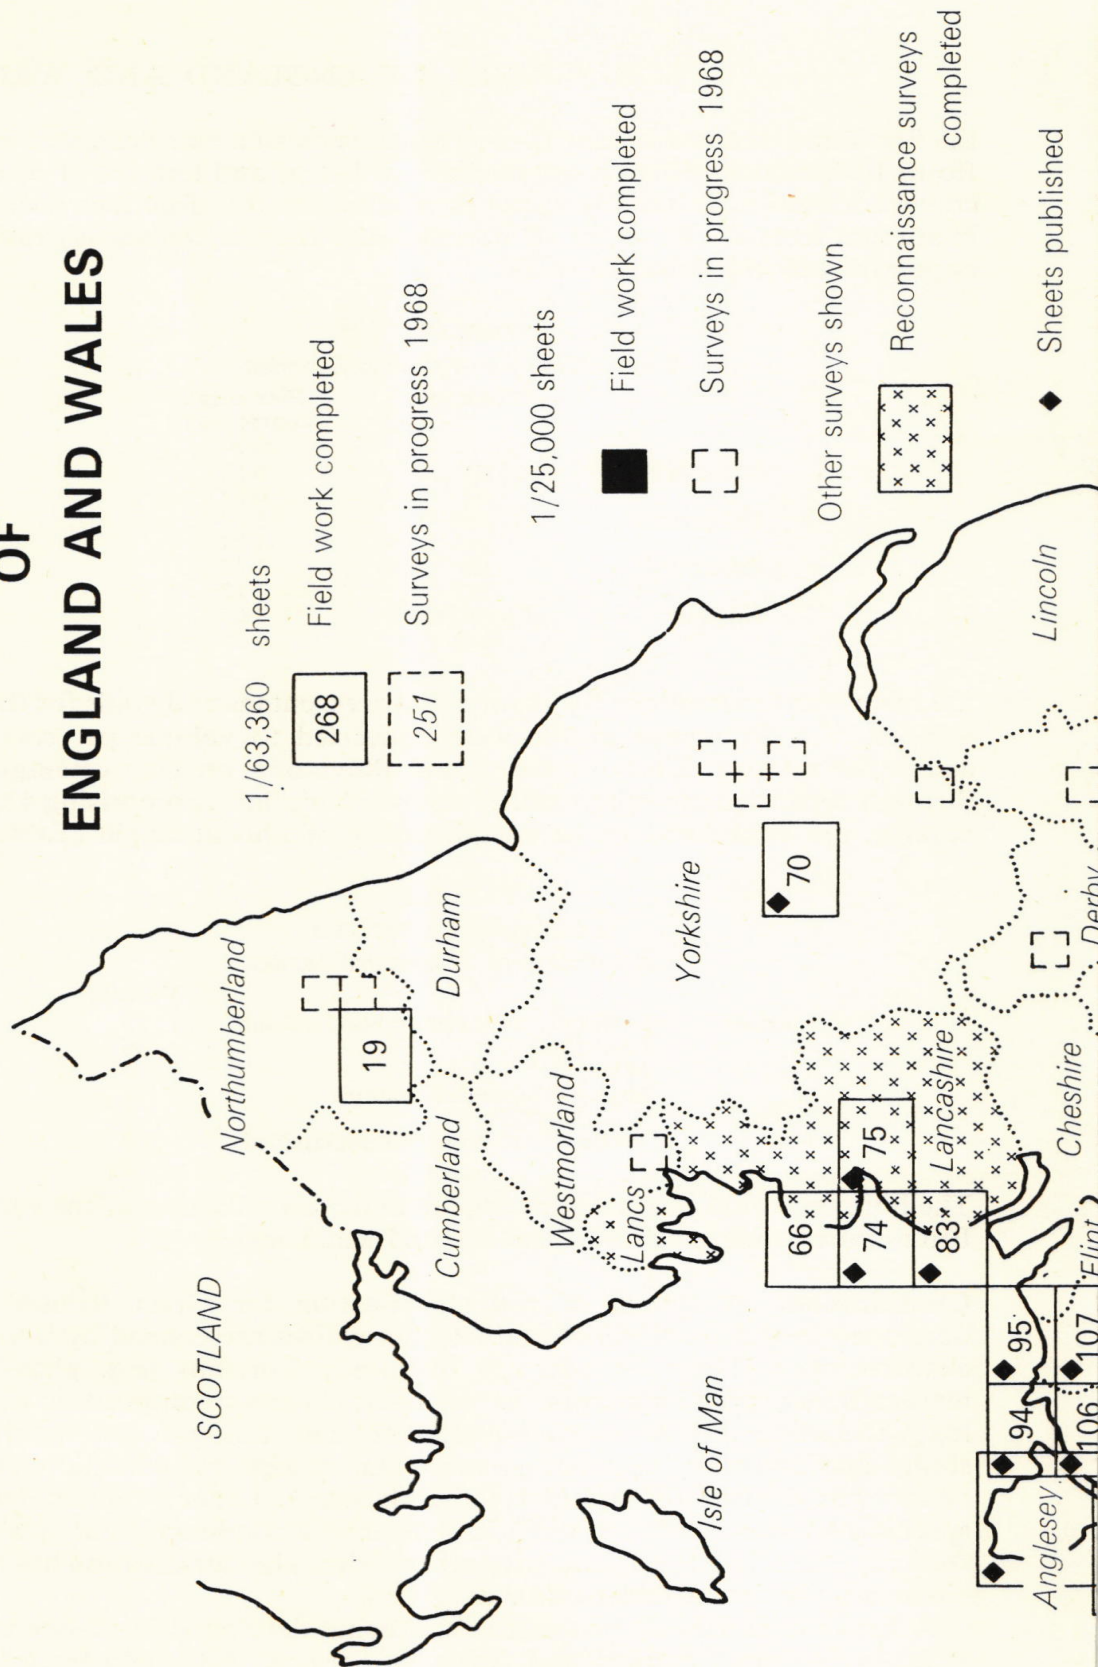 OF
ENGLAND AND WALES
1/63,360 sheets
268
Field work completed
251
Surveys in progress 1968
1/25,000 sheets
Field work completed
Surveys in progress 1968
Other surveys shown
Reconnaissance surveys
completed
Sheets published
SCOTLAND
Northumberland
19
Durham
Cumberland
Westmorland
Lancs
Yorkshire
Isle of Man
70
66
74
75
83
Lancashire
Lincoln
Cheshire
Derby
Flint
95
94
107
106
Anglesey